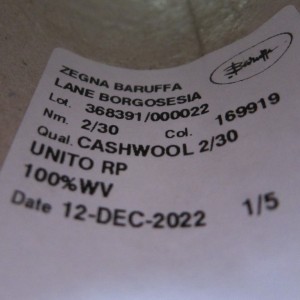 Baruffa
ZEGNA BARUFFA
LANE BORGOSESIA
Lot. 368391/000022
Nm. 2/30 Col. 169919
Qual. CASHWOOL 2/30
UNITO RP
100%WV
Date 12-DEC-2022 1/5